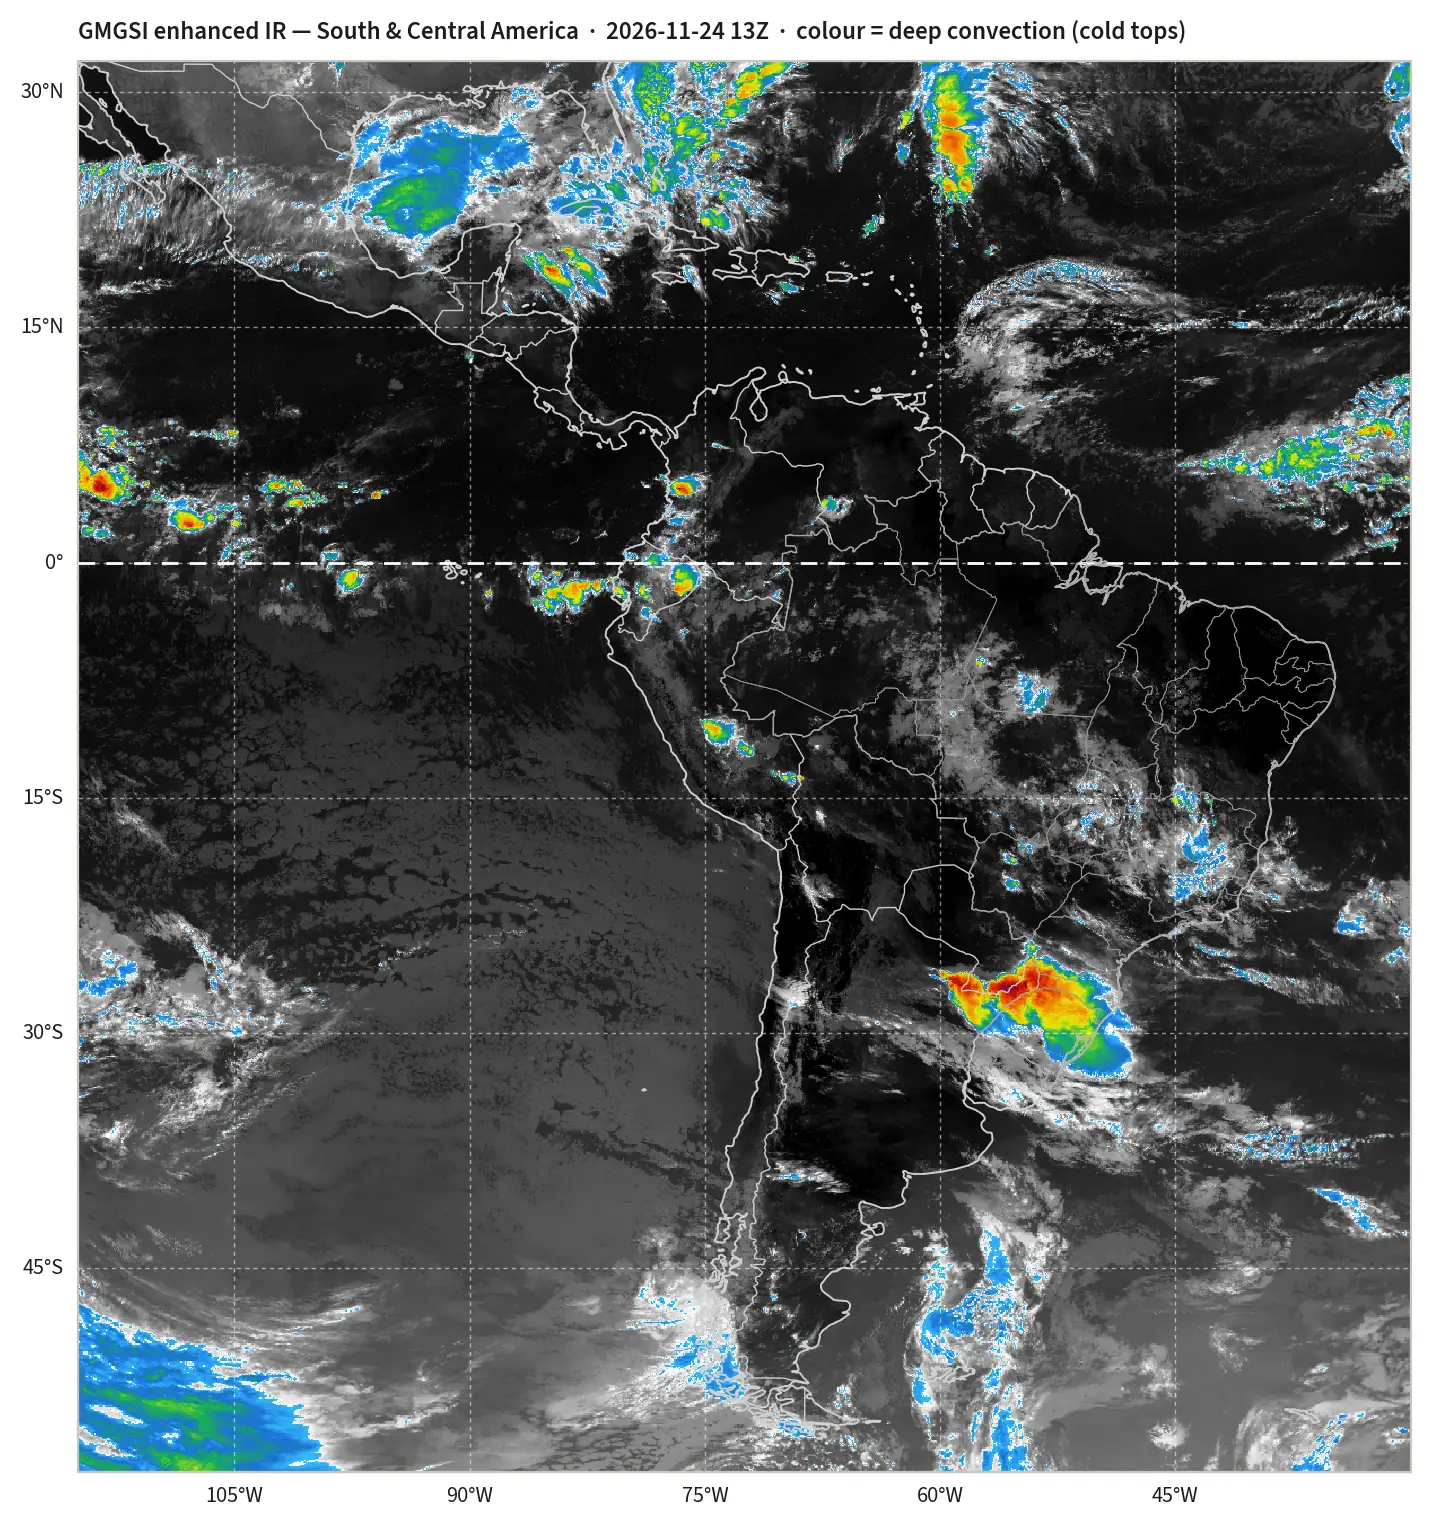 GMGSI enhanced IR — South & Central America · 2026-11-24 13Z · colour = deep convection (cold tops)
30°N
15°N
0°
15°S
30°S
45°S
105°W 90°W 75°W 60°W 45°W